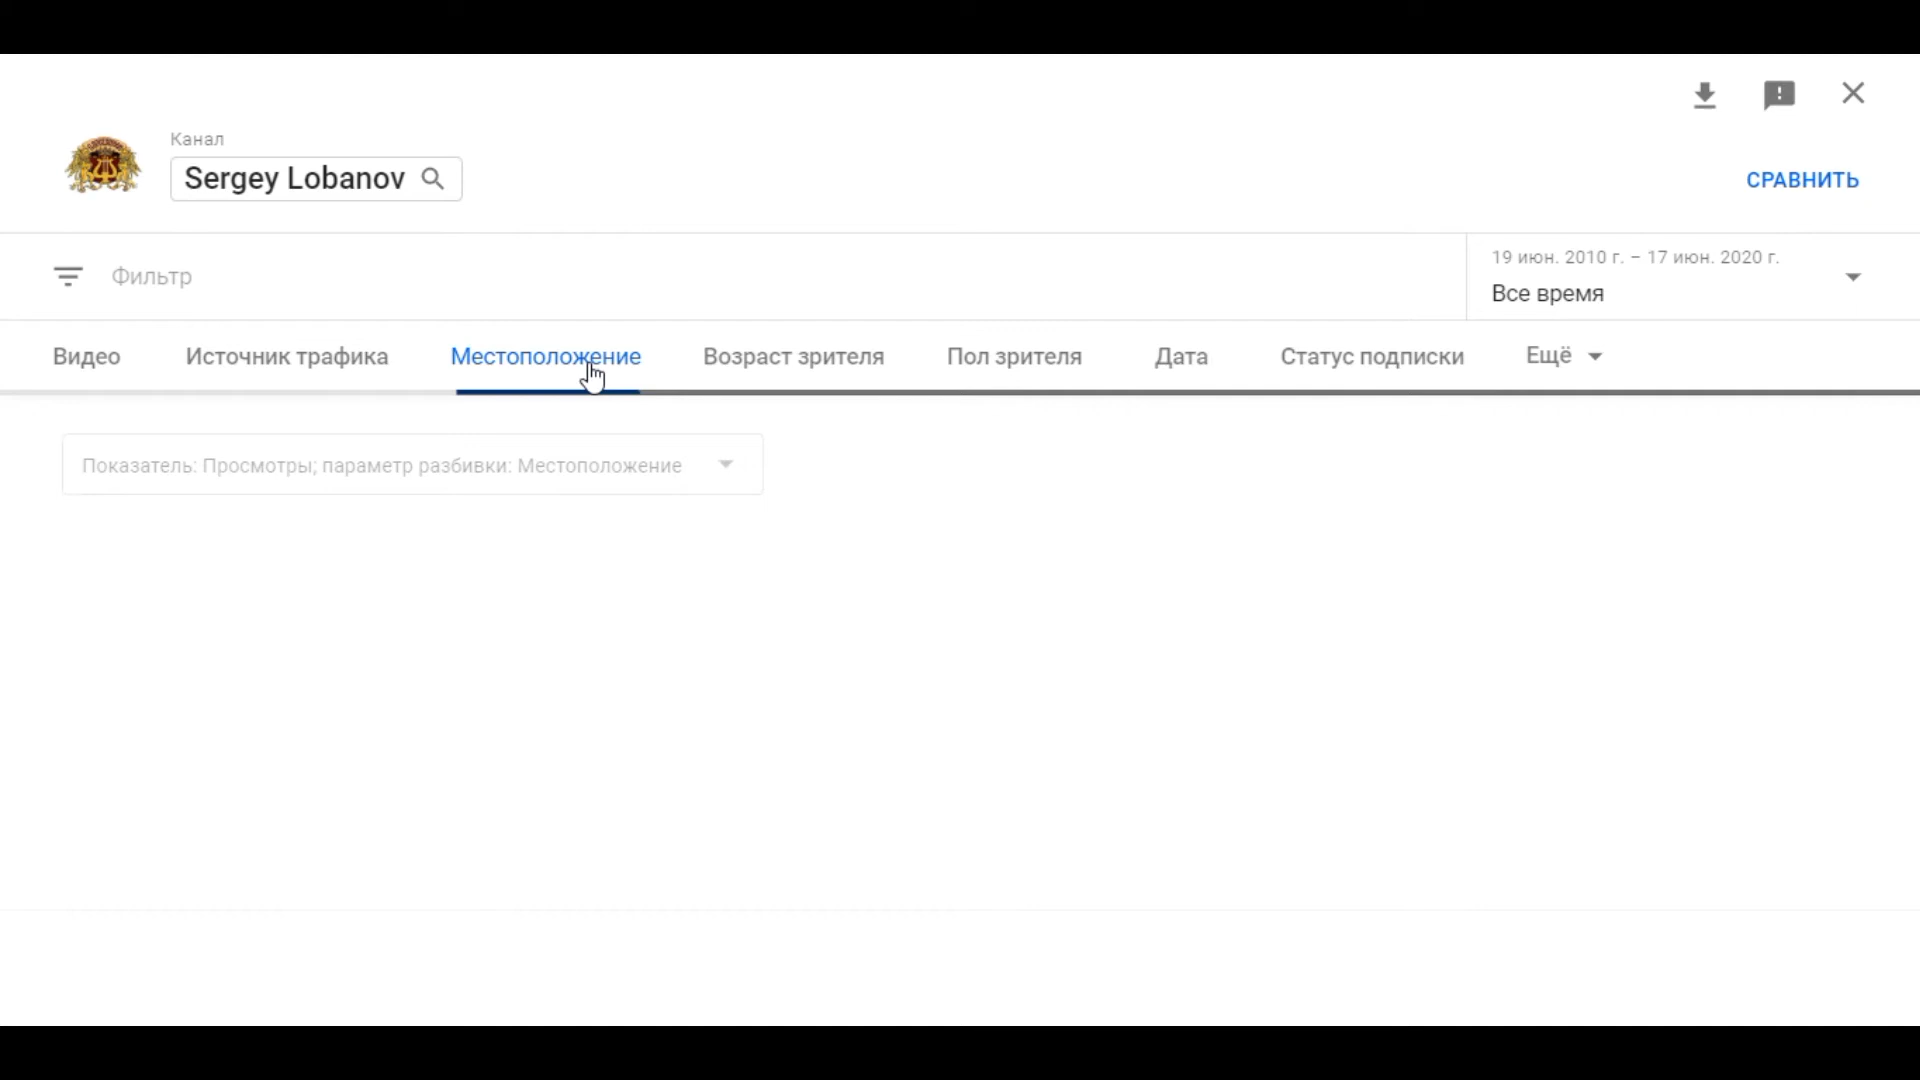 Канал
Sergey Lobanov
СРАВНИТЬ
Фильтр
19 июн. 2010 г. – 17 июн. 2020 г.
Все время
Видео Источник трафика Местоположение Возраст зрителя Пол зрителя Дата Статус подписки Ещё
Показатель: Просмотры; параметр разбивки: Местоположение